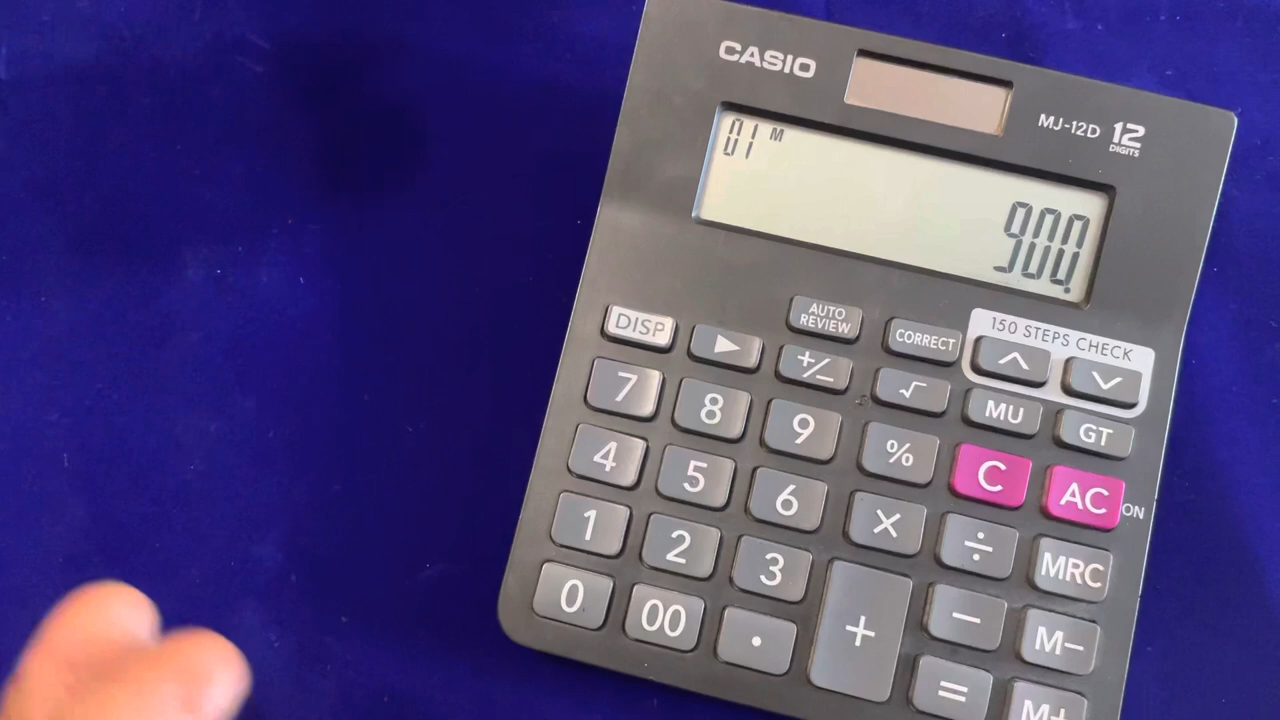 CASIO
MJ-12D 12 DIGITS
01 M
900.
DISP ▶ AUTO REVIEW CORRECT 150 STEPS CHECK
+/− √ MU GT
7 8 9 % C AC ON
4 5 6 × ÷ MRC
1 2 3 + − M−
0 00 · = M+